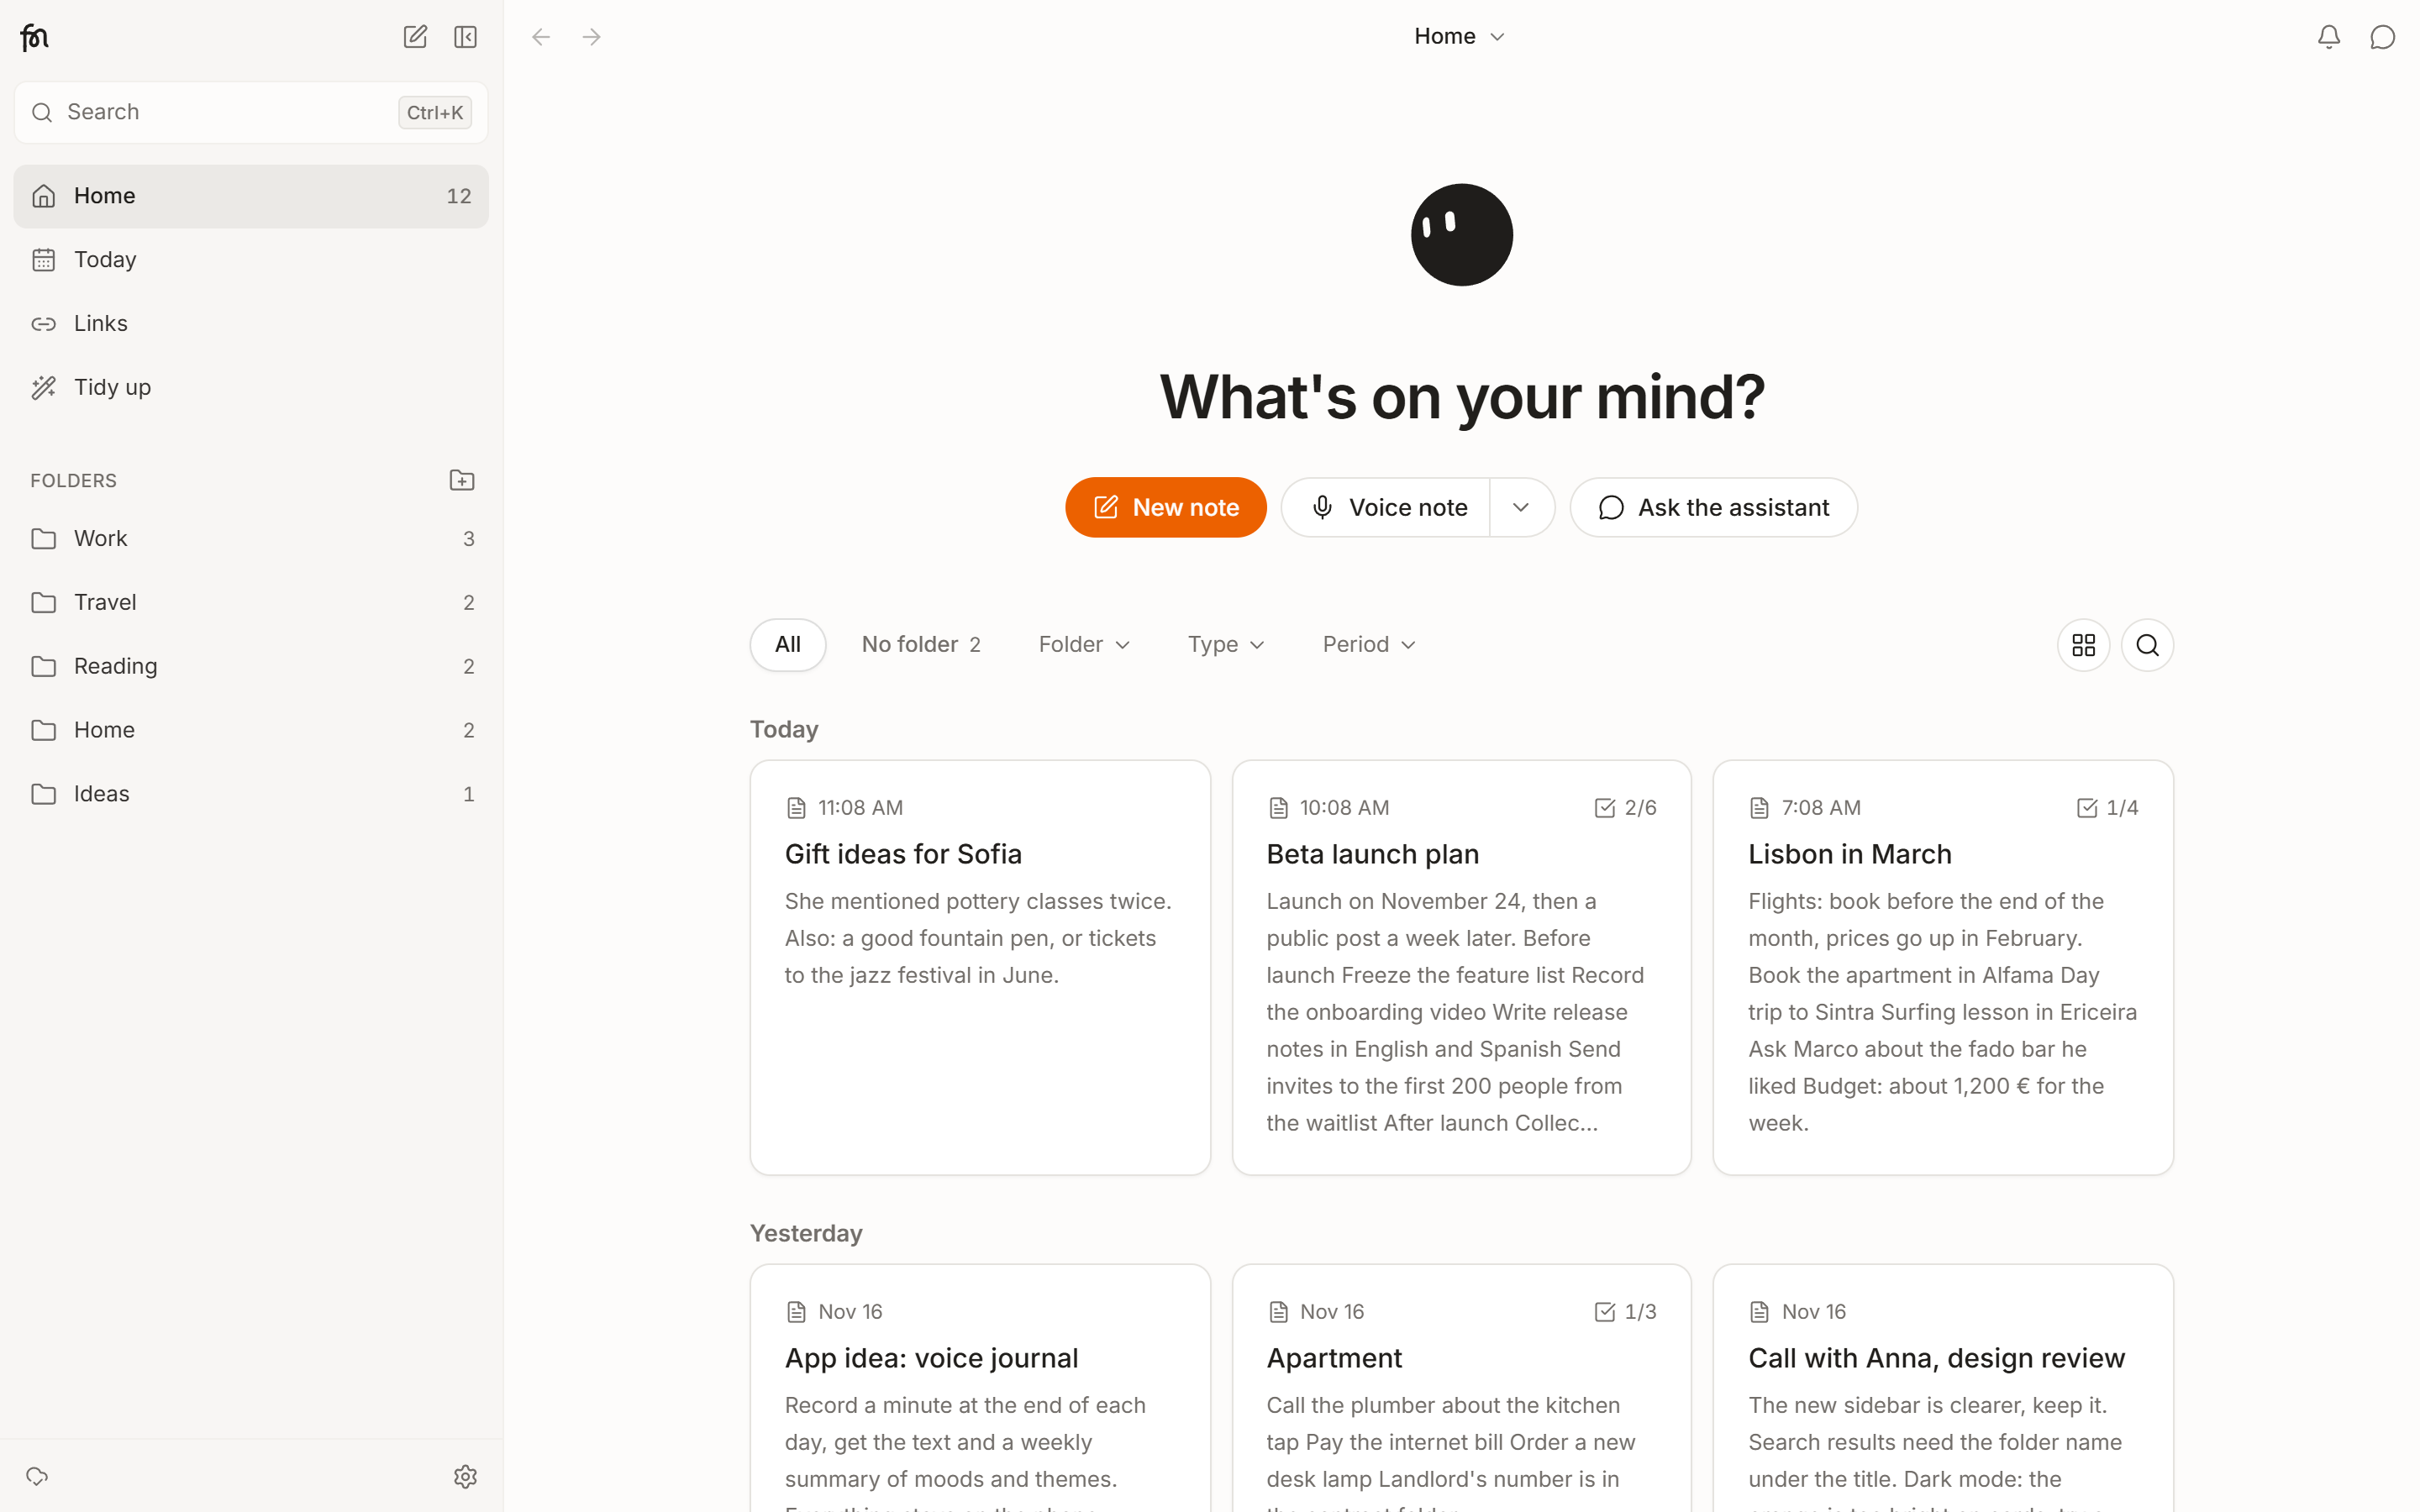 fn
Home
Search Ctrl+K
Home 12
Today
Links
Tidy up
FOLDERS
Work 3
Travel 2
Reading 2
Home 2
Ideas 1
What's on your mind?
New note Voice note Ask the assistant
All No folder 2 Folder Type Period
Today
11:08 AM
Gift ideas for Sofia
She mentioned pottery classes twice.
Also: a good fountain pen, or tickets
to the jazz festival in June.
10:08 AM 2/6
Beta launch plan
Launch on November 24, then a
public post a week later. Before
launch Freeze the feature list Record
the onboarding video Write release
notes in English and Spanish Send
invites to the first 200 people from
the waitlist After launch Collec...
7:08 AM 1/4
Lisbon in March
Flights: book before the end of the
month, prices go up in February.
Book the apartment in Alfama Day
trip to Sintra Surfing lesson in Ericeira
Ask Marco about the fado bar he
liked Budget: about 1,200 € for the
week.
Yesterday
Nov 16
App idea: voice journal
Record a minute at the end of each
day, get the text and a weekly
summary of moods and themes.
Nov 16 1/3
Apartment
Call the plumber about the kitchen
tap Pay the internet bill Order a new
desk lamp Landlord's number is in
Nov 16
Call with Anna, design review
The new sidebar is clearer, keep it.
Search results need the folder name
under the title. Dark mode: the